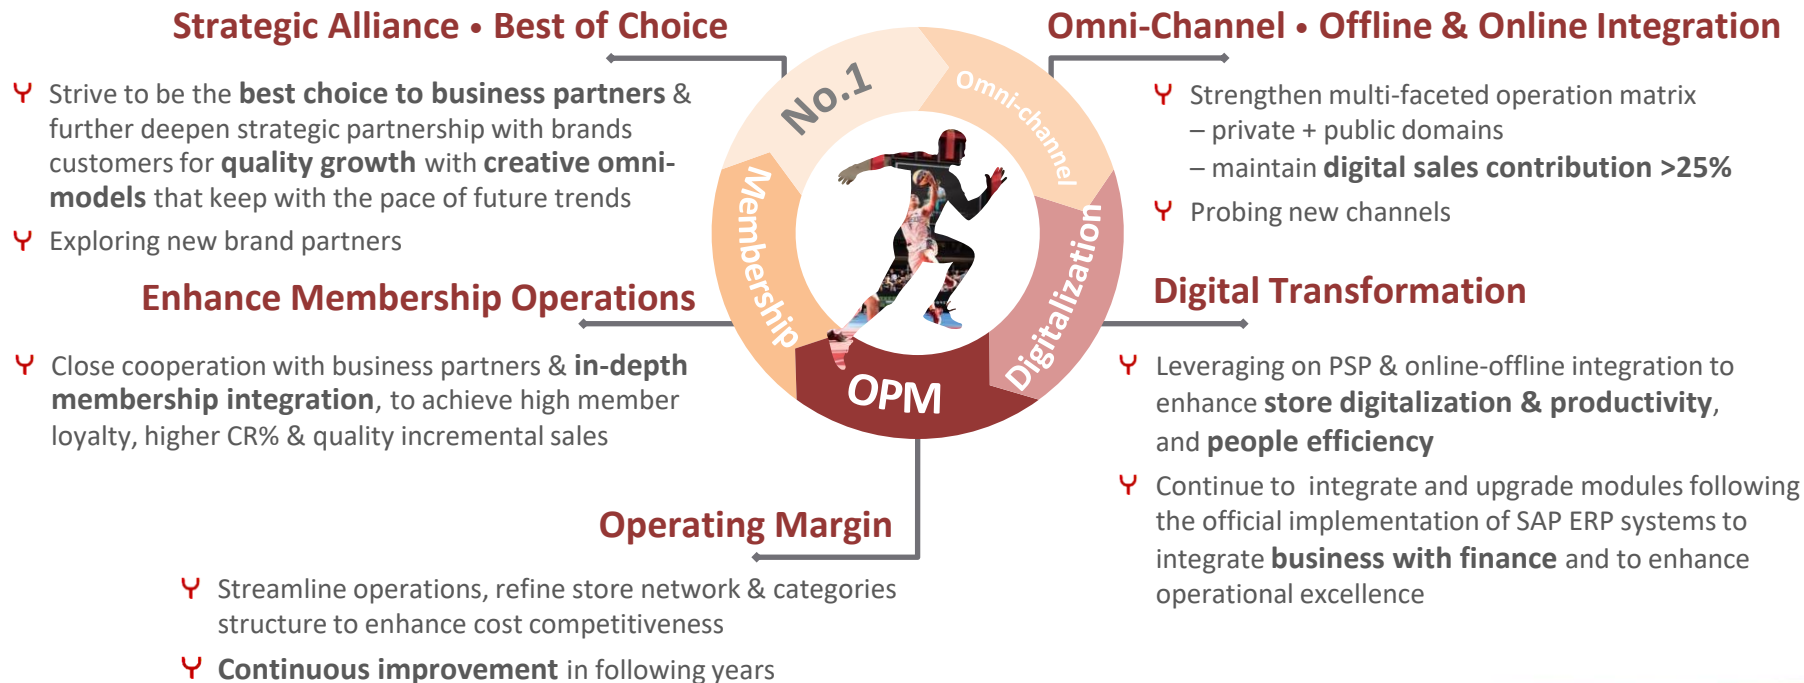 Strategic Alliance • Best of Choice
Strive to be the best choice to business partners &
further deepen strategic partnership with brands
customers for quality growth with creative omni-
models that keep with the pace of future trends
Exploring new brand partners
Omni-Channel • Offline & Online Integration
Strengthen multi-faceted operation matrix
– private + public domains
– maintain digital sales contribution >25%
Probing new channels
No.1
Omni-channel
Membership
Digitalization
OPM
Enhance Membership Operations
Close cooperation with business partners & in-depth
membership integration, to achieve high member
loyalty, higher CR% & quality incremental sales
Digital Transformation
Leveraging on PSP & online-offline integration to
enhance store digitalization & productivity,
and people efficiency
Continue to  integrate and upgrade modules following
the official implementation of SAP ERP systems to
integrate business with finance and to enhance
operational excellence
Operating Margin
Streamline operations, refine store network & categories
structure to enhance cost competitiveness
Continuous improvement in following years